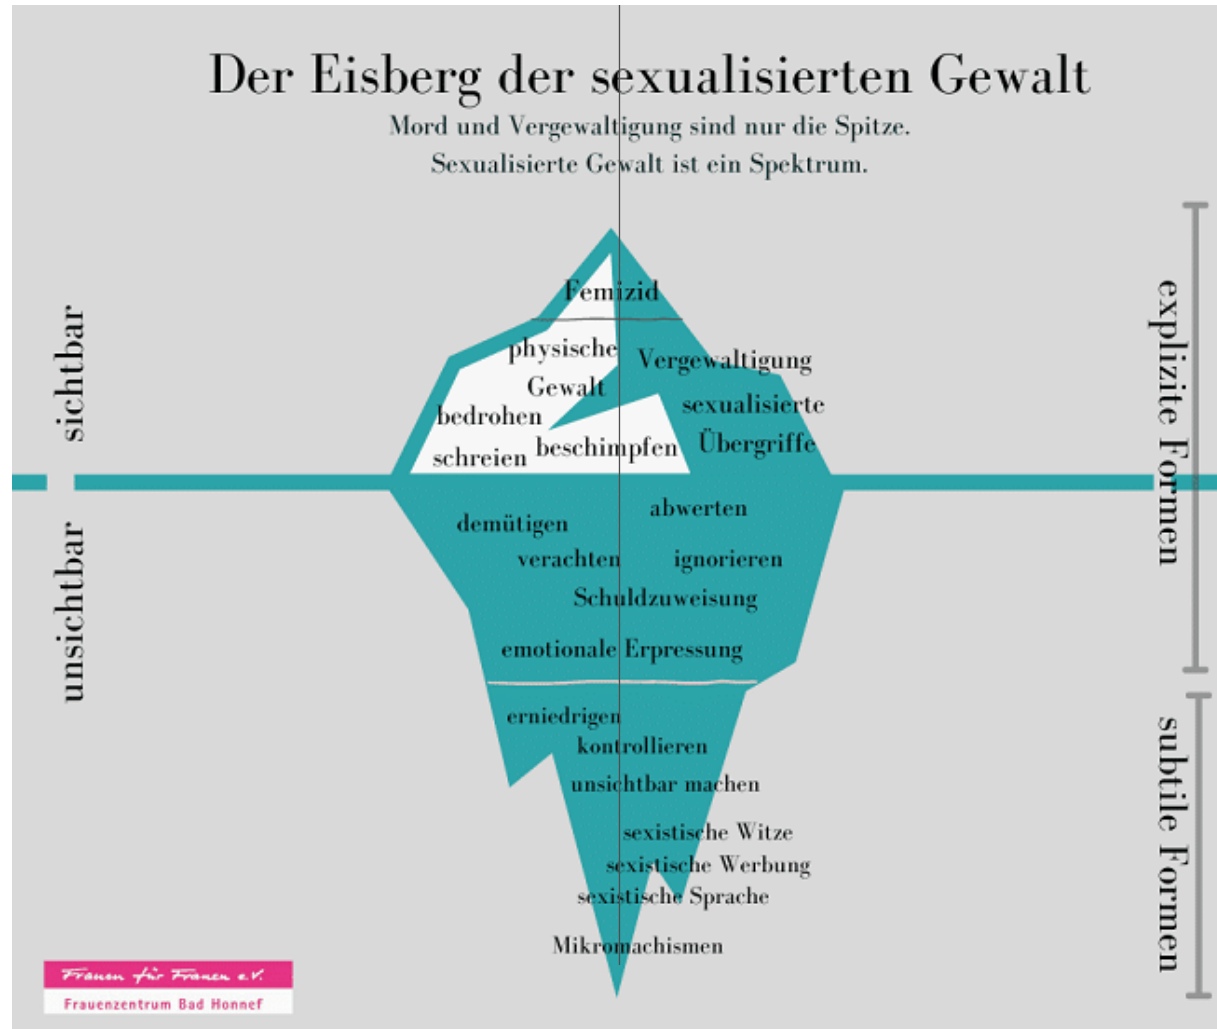 Der Eisberg der sexualisierten Gewalt
Mord und Vergewaltigung sind nur die Spitze.
Sexualisierte Gewalt ist ein Spektrum.
sichtbar
unsichtbar
Femizid
physische
Gewalt
Vergewaltigung
bedrohen
sexualisierte
Übergriffe
schreien
beschimpfen
demütigen
abwerten
verachten
ignorieren
Schuldzuweisung
emotionale Erpressung
erniedrigen
kontrollieren
unsichtbar machen
sexistische Witze
sexistische Werbung
sexistische Sprache
Mikromachismen
explizite Formen
subtile Formen
Frauen für Frauen e.V.
Frauenzentrum Bad Honnef